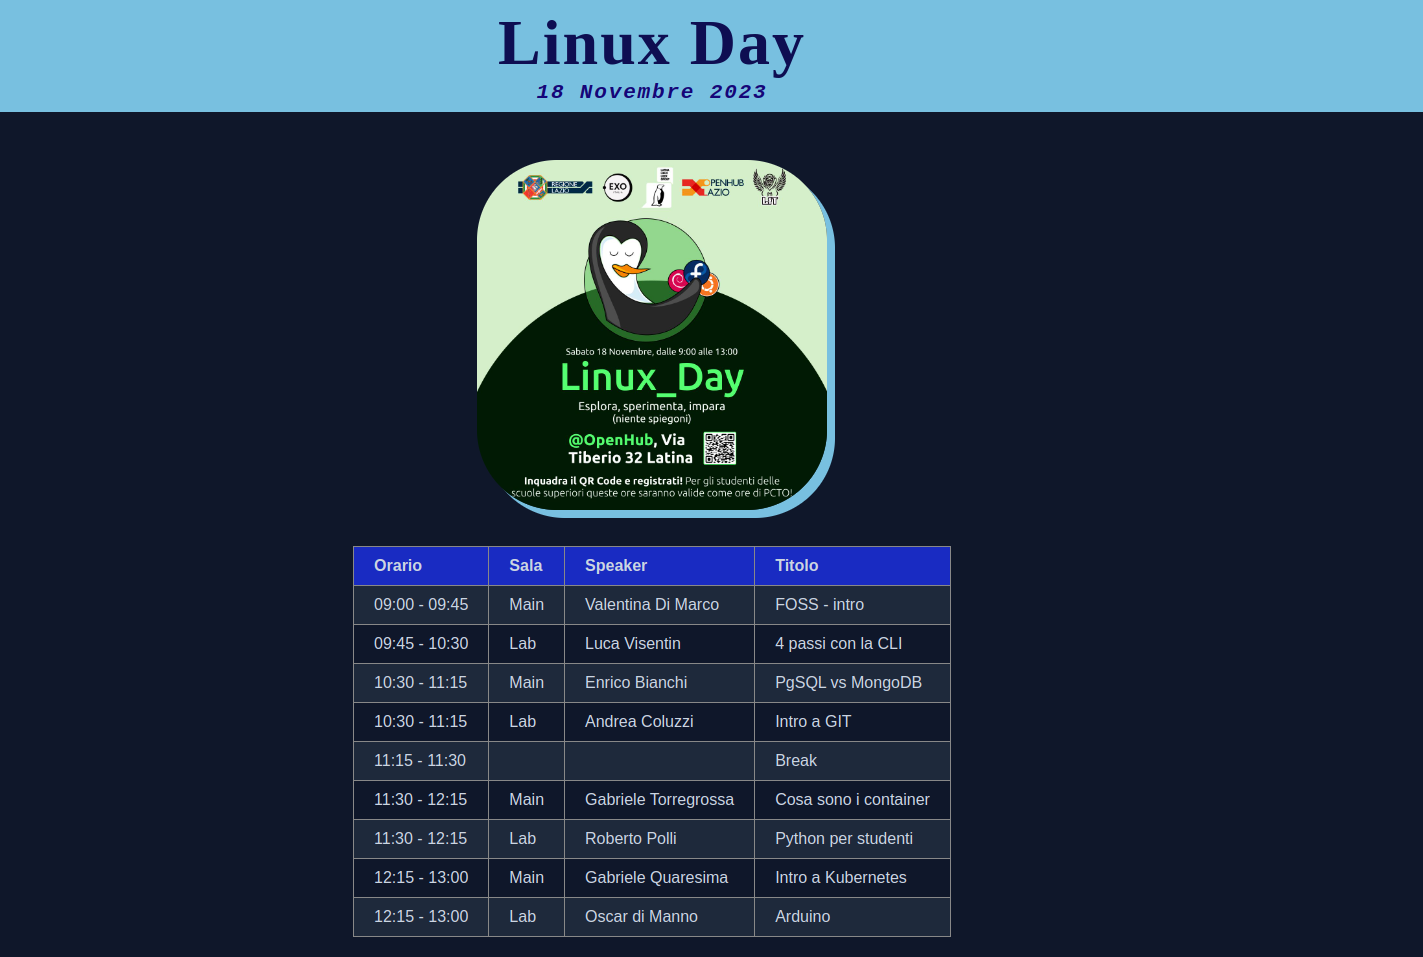 Linux Day
18 Novembre 2023
REGIONE
LAZIO
EXO
OPENHUB
LAZIO
LIT
Sabato 18 Novembre, dalle 9:00 alle 13:00
Linux_Day
Esplora, sperimenta, impara
(niente spiegoni)
@OpenHub, Via
Tiberio 32 Latina
Inquadra il QR Code e registrati! Per gli studenti delle
scuole superiori queste ore saranno valide come ore di PCTO!
Orario Sala Speaker Titolo
09:00 - 09:45 Main Valentina Di Marco FOSS - intro
09:45 - 10:30 Lab Luca Visentin 4 passi con la CLI
10:30 - 11:15 Main Enrico Bianchi PgSQL vs MongoDB
10:30 - 11:15 Lab Andrea Coluzzi Intro a GIT
11:15 - 11:30 Break
11:30 - 12:15 Main Gabriele Torregrossa Cosa sono i container
11:30 - 12:15 Lab Roberto Polli Python per studenti
12:15 - 13:00 Main Gabriele Quaresima Intro a Kubernetes
12:15 - 13:00 Lab Oscar di Manno Arduino